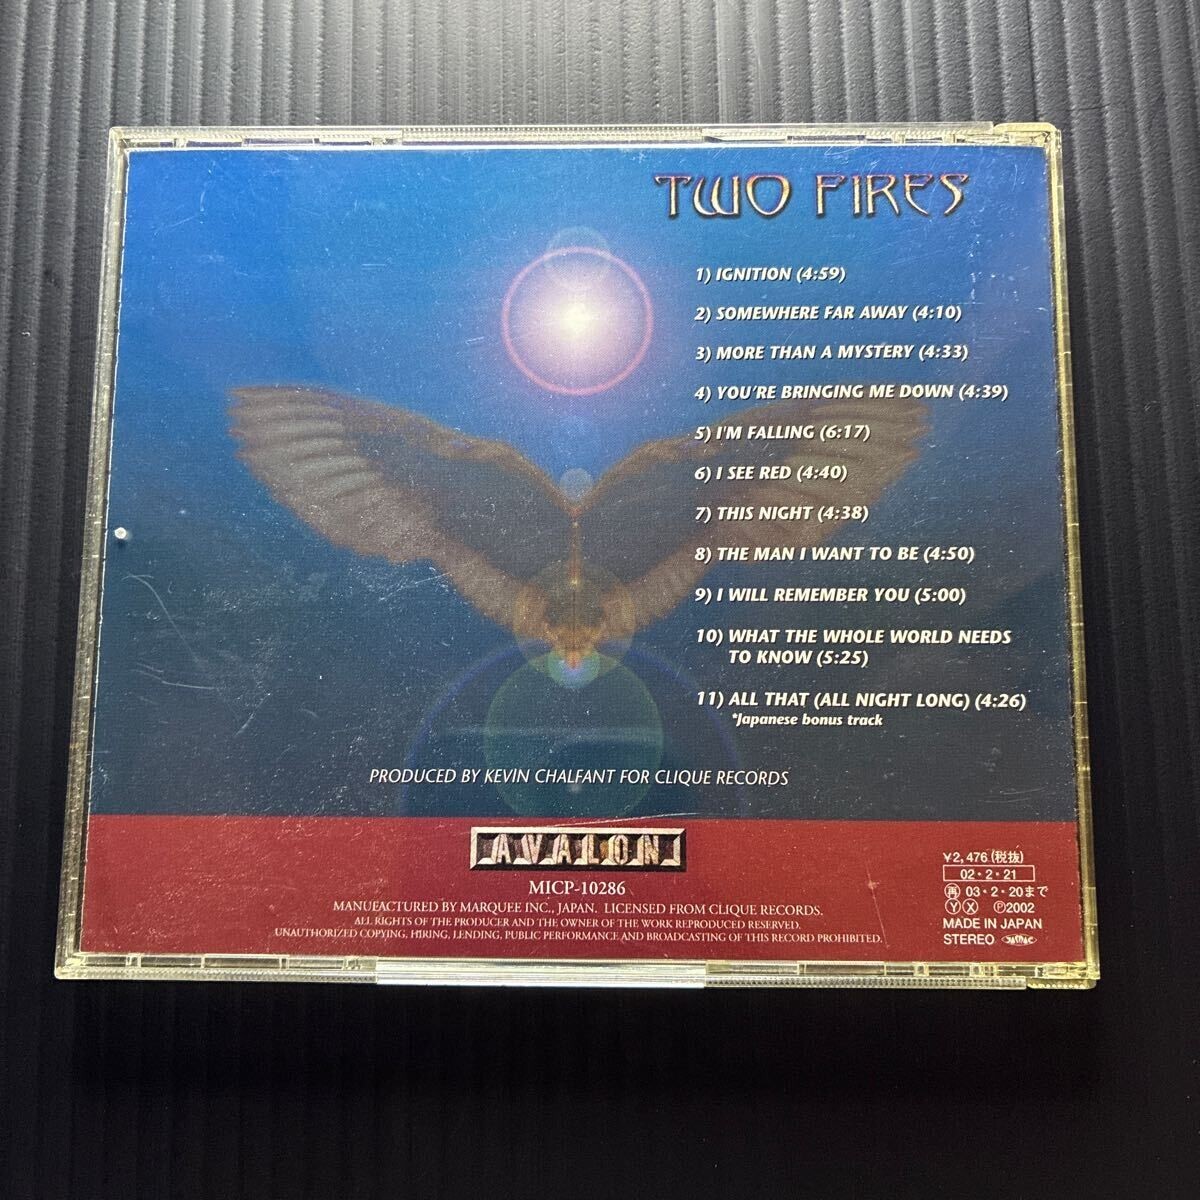 TWO FIRES
1) IGNITION (4:59)
2) SOMEWHERE FAR AWAY (4:10)
3) MORE THAN A MYSTERY (4:33)
4) YOU'RE BRINGING ME DOWN (4:39)
5) I'M FALLING (6:17)
6) I SEE RED (4:40)
7) THIS NIGHT (4:38)
8) THE MAN I WANT TO BE (4:50)
9) I WILL REMEMBER YOU (5:00)
10) WHAT THE WHOLE WORLD NEEDS
TO KNOW (5:25)
11) ALL THAT (ALL NIGHT LONG) (4:26)
*Japanese bonus track
PRODUCED BY KEVIN CHALFANT FOR CLIQUE RECORDS
AVALON
MICP-10286
MANUFACTURED BY MARQUEE INC., JAPAN. LICENSED FROM CLIQUE RECORDS.
ALL RIGHTS OF THE PRODUCER AND THE OWNER OF THE WORK REPRODUCED RESERVED.
UNAUTHORIZED COPYING, HIRING, LENDING, PUBLIC PERFORMANCE AND BROADCASTING OF THIS RECORD PROHIBITED.
¥2,476 (税抜)
02・2・21
再 03・2・20まで
Ⓨ Ⓧ ℗2002
MADE IN JAPAN
STEREO